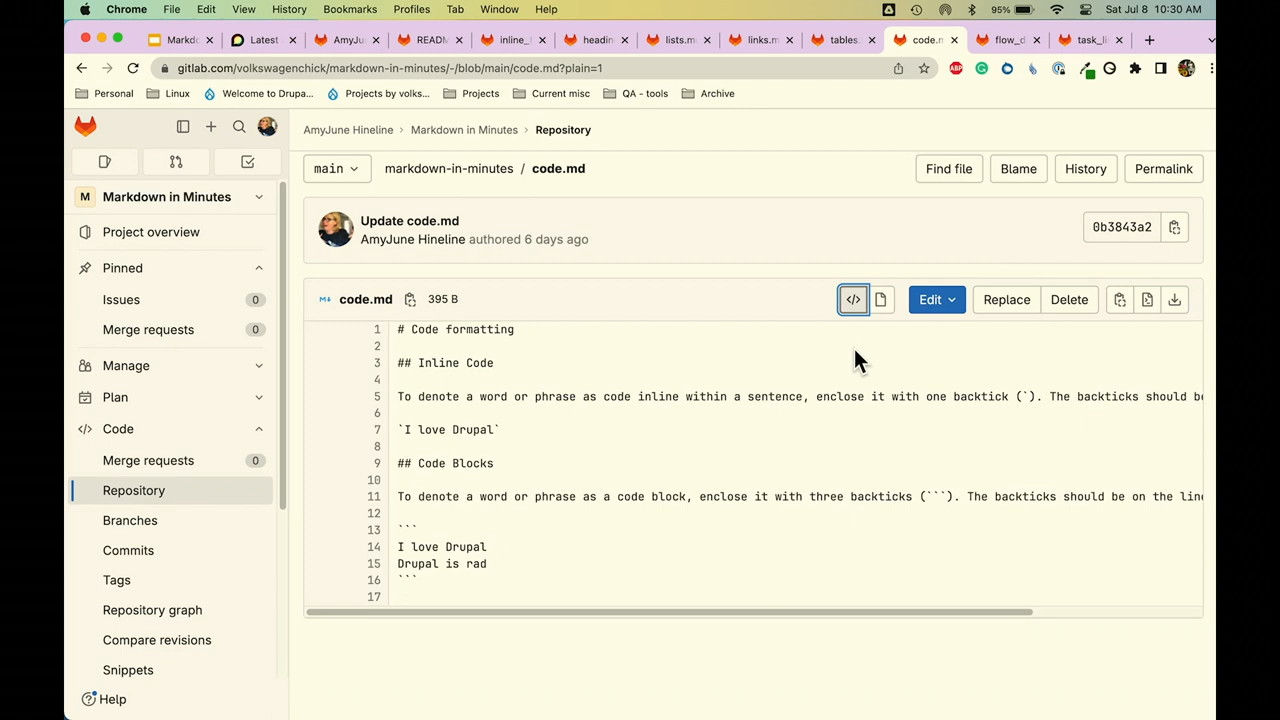 Chrome File Edit View History Bookmarks Profiles Tab Window Help 95% Sat Jul 8 10:30 AM
Markd Latest AmyJu READM inline_ headin lists.m links.m tables. code.m flow_d task_li
gitlab.com/volkswagenchick/markdown-in-minutes/-/blob/main/code.md?plain=1
Personal Linux Welcome to Drupa... Projects by volks... Projects Current misc QA - tools Archive
AmyJune Hineline › Markdown in Minutes › Repository
main markdown-in-minutes / code.md Find file Blame History Permalink
M Markdown in Minutes
Project overview
Pinned
Issues 0
Merge requests 0
Manage
Plan
Code
Merge requests 0
Repository
Branches
Commits
Tags
Repository graph
Compare revisions
Snippets
Help
Update code.md
AmyJune Hineline authored 6 days ago
0b3843a2
code.md 395 B </> Edit Replace Delete
1 # Code formatting
2
3 ## Inline Code
4
5 To denote a word or phrase as code inline within a sentence, enclose it with one backtick (`). The backticks should be
6
7 `I love Drupal`
8
9 ## Code Blocks
10
11 To denote a word or phrase as a code block, enclose it with three backticks (```). The backticks should be on the line
12
13 ```
14 I love Drupal
15 Drupal is rad
16 ```
17